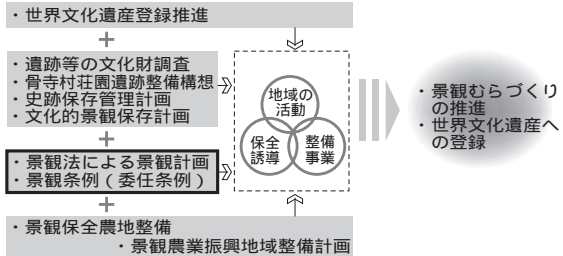 ・世界文化遺産登録推進
＋
・遺跡等の文化財調査
・骨寺村荘園遺跡整備構想
・史跡保存管理計画
・文化的景観保存計画
＋
・景観法による景観計画
・景観条例（委任条例）
＋
・景観保全農地整備
・景観農業振興地域整備計画
地域の
活動
保全
誘導
整備
事業
・景観むらづくり
の推進
・世界文化遺産へ
の登録